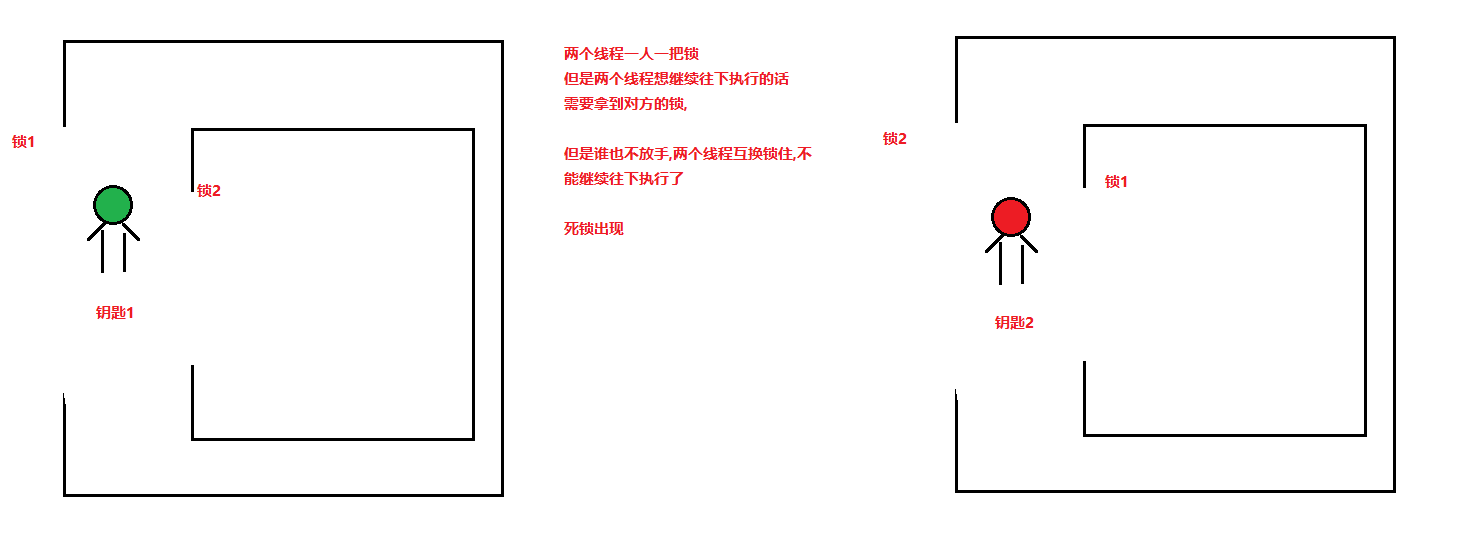 两个线程一人一把锁
但是两个线程想继续往下执行的话
需要拿到对方的锁,
但是谁也不放手,两个线程互换锁住,不
能继续往下执行了
死锁出现
锁1
锁2
钥匙1
锁2
锁1
钥匙2